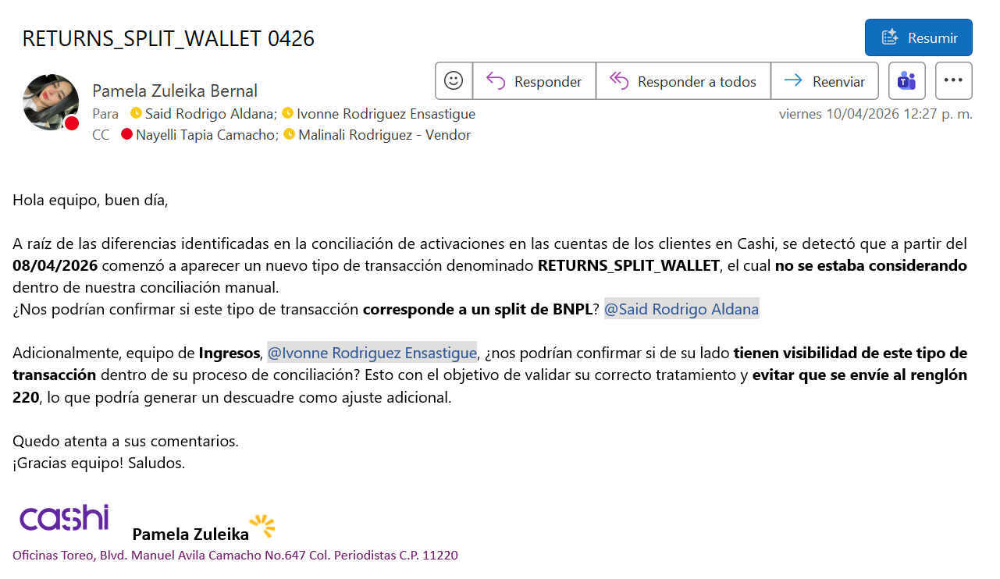 RETURNS_SPLIT_WALLET 0426
Resumir
Pamela Zuleika Bernal
Responder
Responder a todos
Reenviar
Para Said Rodrigo Aldana; Ivonne Rodriguez Ensastigue
viernes 10/04/2026 12:27 p. m.
CC Nayelli Tapia Camacho; Malinali Rodriguez - Vendor
Hola equipo, buen día,
A raíz de las diferencias identificadas en la conciliación de activaciones en las cuentas de los clientes en Cashi, se detectó que a partir del
08/04/2026 comenzó a aparecer un nuevo tipo de transacción denominado RETURNS_SPLIT_WALLET, el cual no se estaba considerando
dentro de nuestra conciliación manual.
¿Nos podrían confirmar si este tipo de transacción corresponde a un split de BNPL? @Said Rodrigo Aldana
Adicionalmente, equipo de Ingresos, @Ivonne Rodriguez Ensastigue, ¿nos podrían confirmar si de su lado tienen visibilidad de este tipo de
transacción dentro de su proceso de conciliación? Esto con el objetivo de validar su correcto tratamiento y evitar que se envíe al renglón
220, lo que podría generar un descuadre como ajuste adicional.
Quedo atenta a sus comentarios.
¡Gracias equipo! Saludos.
cashi
Pamela Zuleika
Oficinas Toreo, Blvd. Manuel Avila Camacho No.647 Col. Periodistas C.P. 11220